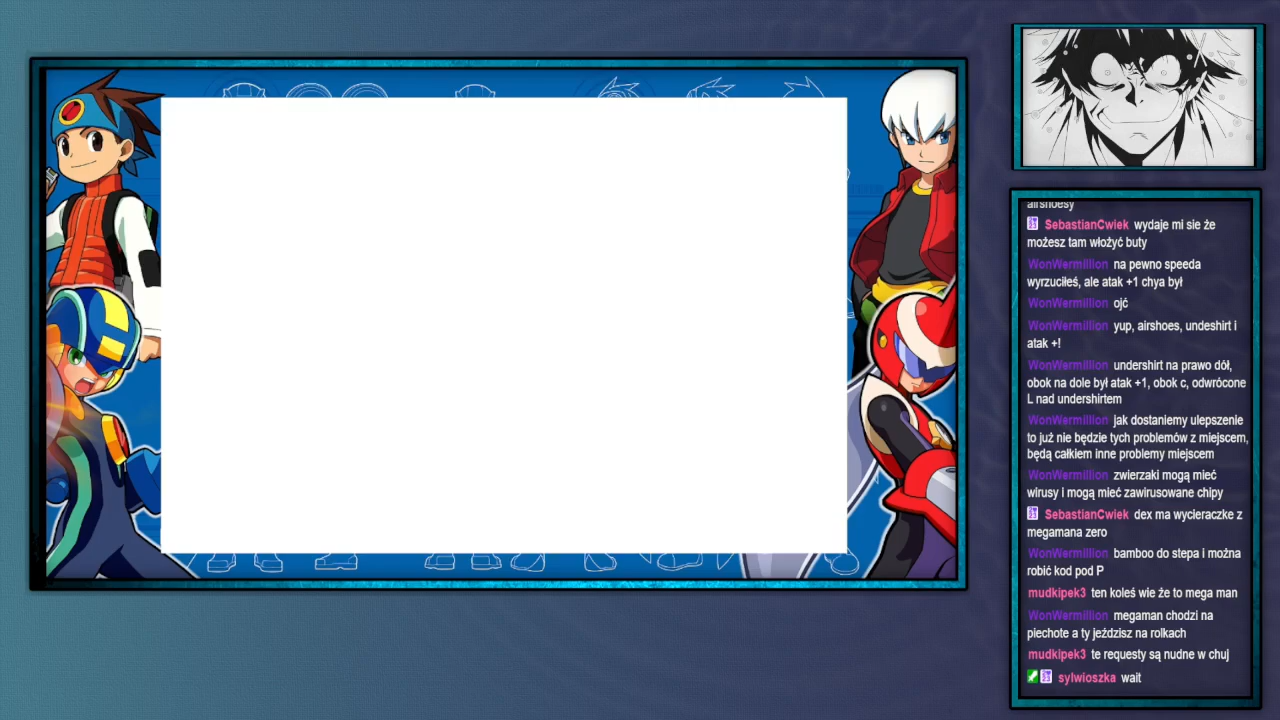 airshoesy
SebastianCwiek wydaje mi sie że
możesz tam włożyć buty
WonWermillion na pewno speeda
wyrzuciłeś, ale atak +1 chya był
WonWermillion ojć
WonWermillion yup, airshoes, undeshirt i
atak +!
WonWermillion undershirt na prawo dół,
obok na dole był atak +1, obok c, odwrócone
L nad undershirtem
WonWermillion jak dostaniemy ulepszenie
to już nie będzie tych problemów z miejscem,
będą całkiem inne problemy miejscem
WonWermillion zwierzaki mogą mieć
wirusy i mogą mieć zawirusowane chipy
SebastianCwiek dex ma wycieraczke z
megamana zero
WonWermillion bamboo do stepa i można
robić kod pod P
mudkipek3 ten koleś wie że to mega man
WonWermillion megaman chodzi na
piechote a ty jeździsz na rolkach
mudkipek3 te requesty są nudne w chuj
sylwioszka wait